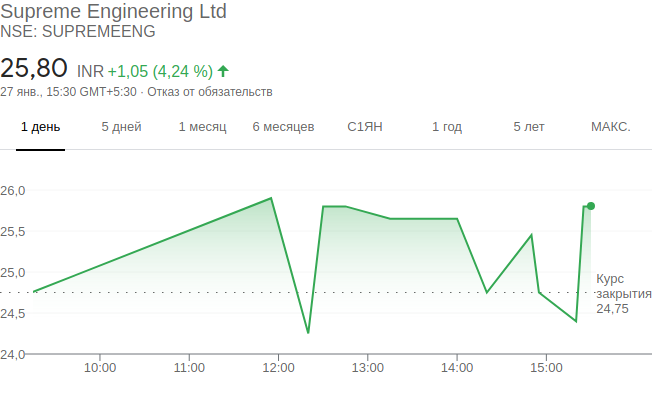 Supreme Engineering Ltd
NSE: SUPREMEENG
25,80 INR +1,05 (4,24 %)
27 янв., 15:30 GMT+5:30 · Отказ от обязательств
1 день 5 дней 1 месяц 6 месяцев С1ЯН 1 год 5 лет МАКС.
26,0
25,5
25,0
24,5
24,0
Курс
закрытия
24,75
10:00 11:00 12:00 13:00 14:00 15:00